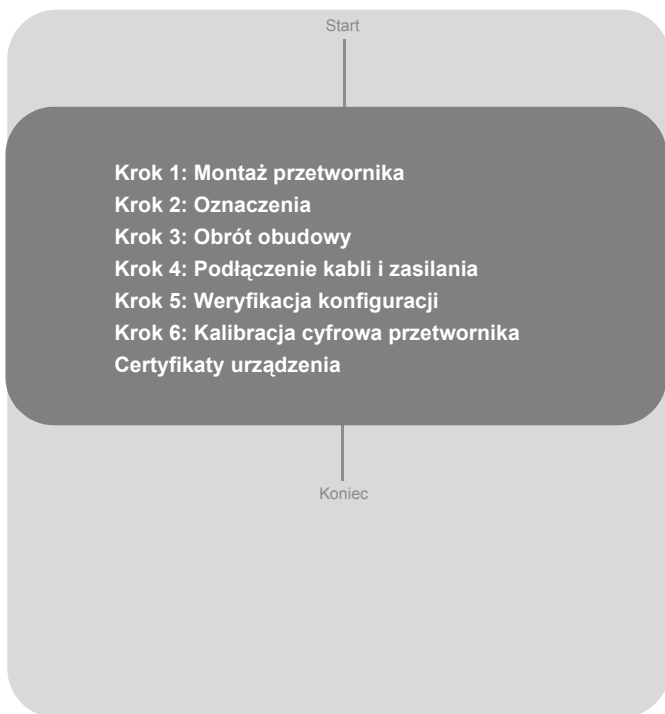 Start
Krok 1: Montaż przetwornika
Krok 2: Oznaczenia
Krok 3: Obrót obudowy
Krok 4: Podłączenie kabli i zasilania
Krok 5: Weryfikacja konfiguracji
Krok 6: Kalibracja cyfrowa przetwornika
Certyfikaty urządzenia
Koniec